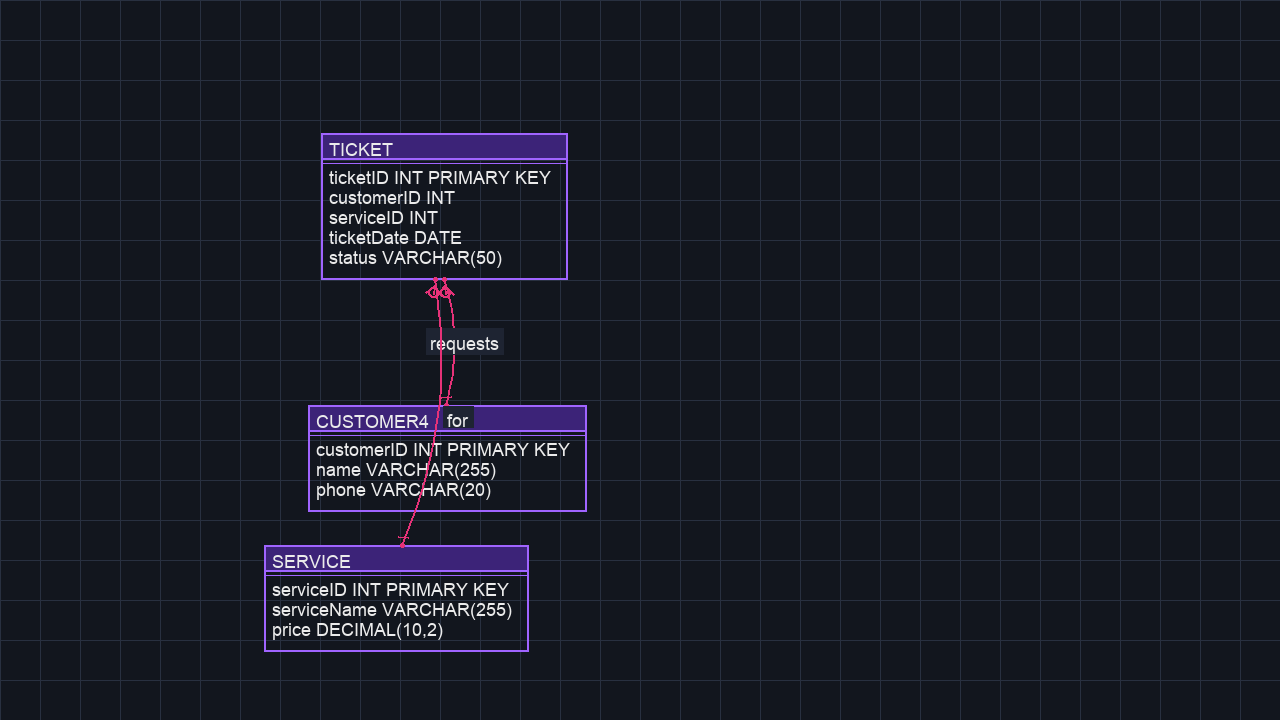 TICKET
ticketID INT PRIMARY KEY
customerID INT
serviceID INT
ticketDate DATE
status VARCHAR(50)
requests
CUSTOMER4
for
customerID INT PRIMARY KEY
name VARCHAR(255)
phone VARCHAR(20)
SERVICE
serviceID INT PRIMARY KEY
serviceName VARCHAR(255)
price DECIMAL(10,2)